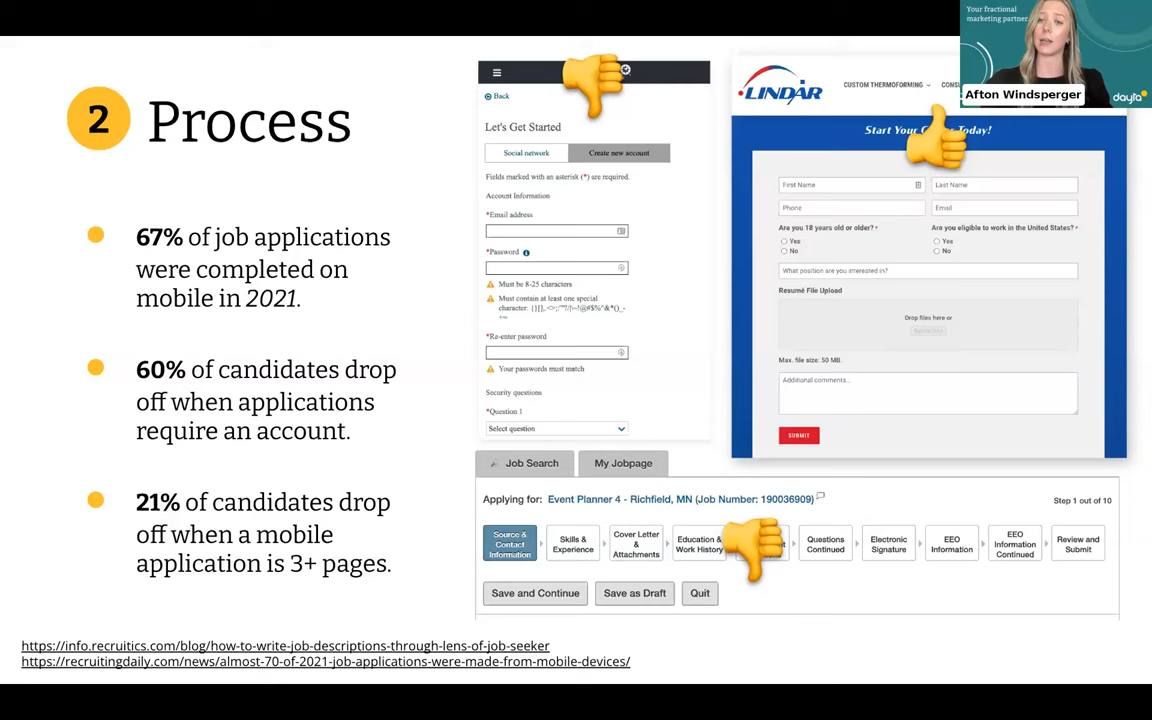 Your fractional
marketing partner.
Afton Windsperger
dayta
2 Process
67% of job applications
were completed on
mobile in 2021.
60% of candidates drop
off when applications
require an account.
21% of candidates drop
off when a mobile
application is 3+ pages.
Back
Let's Get Started
Social network
Create new account
Fields marked with an asterisk (*) are required.
Account Information
*Email address
*Password
Must be 8-25 characters
Must contain at least one special
*Re-enter password
Your passwords must match
Security questions
*Question 1
Select question
LINDAR
CUSTOM THERMOFORMING
Start Your Today!
First Name
Last Name
Phone
Email
Are you 18 years old or older? *
Yes
No
Are you eligible to work in the United States? *
Yes
No
What position are you interested in?
Resumé File Upload
Drop files here or
Max. file size: 50 MB.
Additional comments...
SUBMIT
Job Search
My Jobpage
Applying for: Event Planner 4 - Richfield, MN (Job Number: 190036909)
Step 1 out of 10
Source &
Contact
Information
Skills &
Experience
Cover Letter
&
Attachments
Education &
Work History
Questions
Continued
Electronic
Signature
EEO
Information
EEO
Information
Continued
Review and
Submit
Save and Continue
Save as Draft
Quit
https://info.recruitics.com/blog/how-to-write-job-descriptions-through-lens-of-job-seeker
https://recruitingdaily.com/news/almost-70-of-2021-job-applications-were-made-from-mobile-devices/